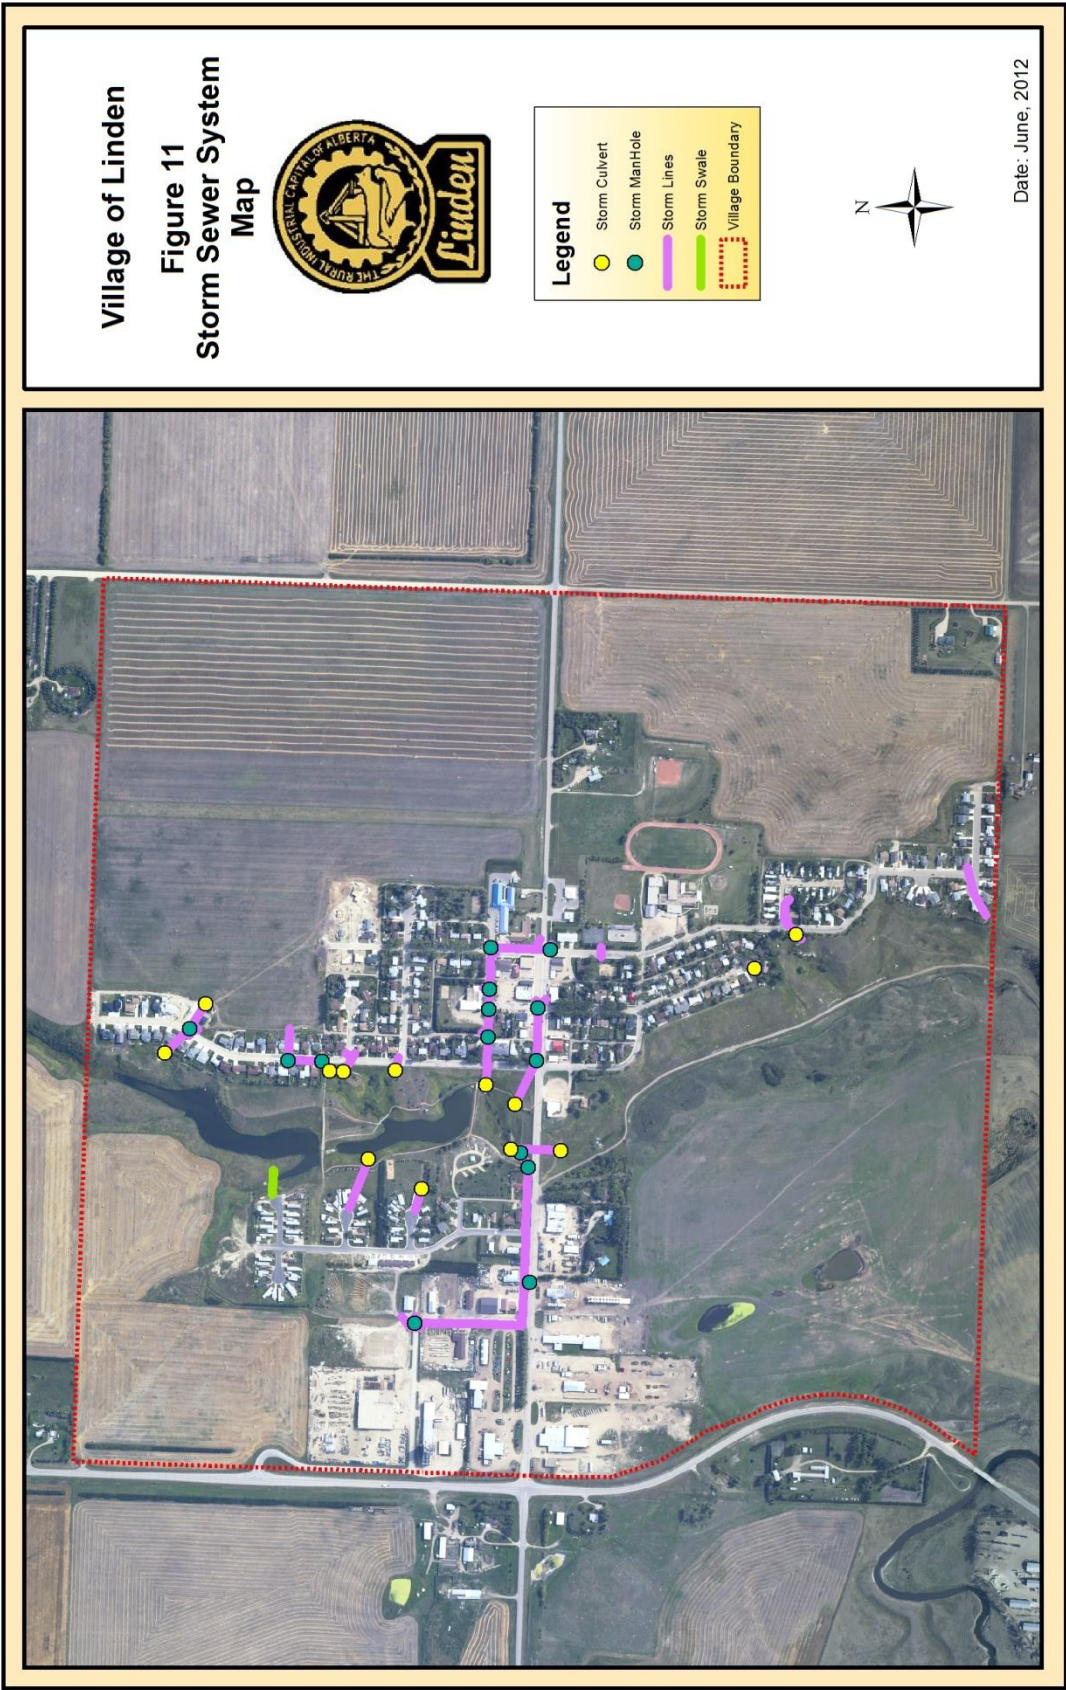 Village of Linden
Figure 11
Storm Sewer System
Map
THE RURAL INDUSTRIAL CAPITAL OF ALBERTA
Linden
Legend
Storm Culvert
Storm ManHole
Storm Lines
Storm Swale
Village Boundary
N
Date: June, 2012